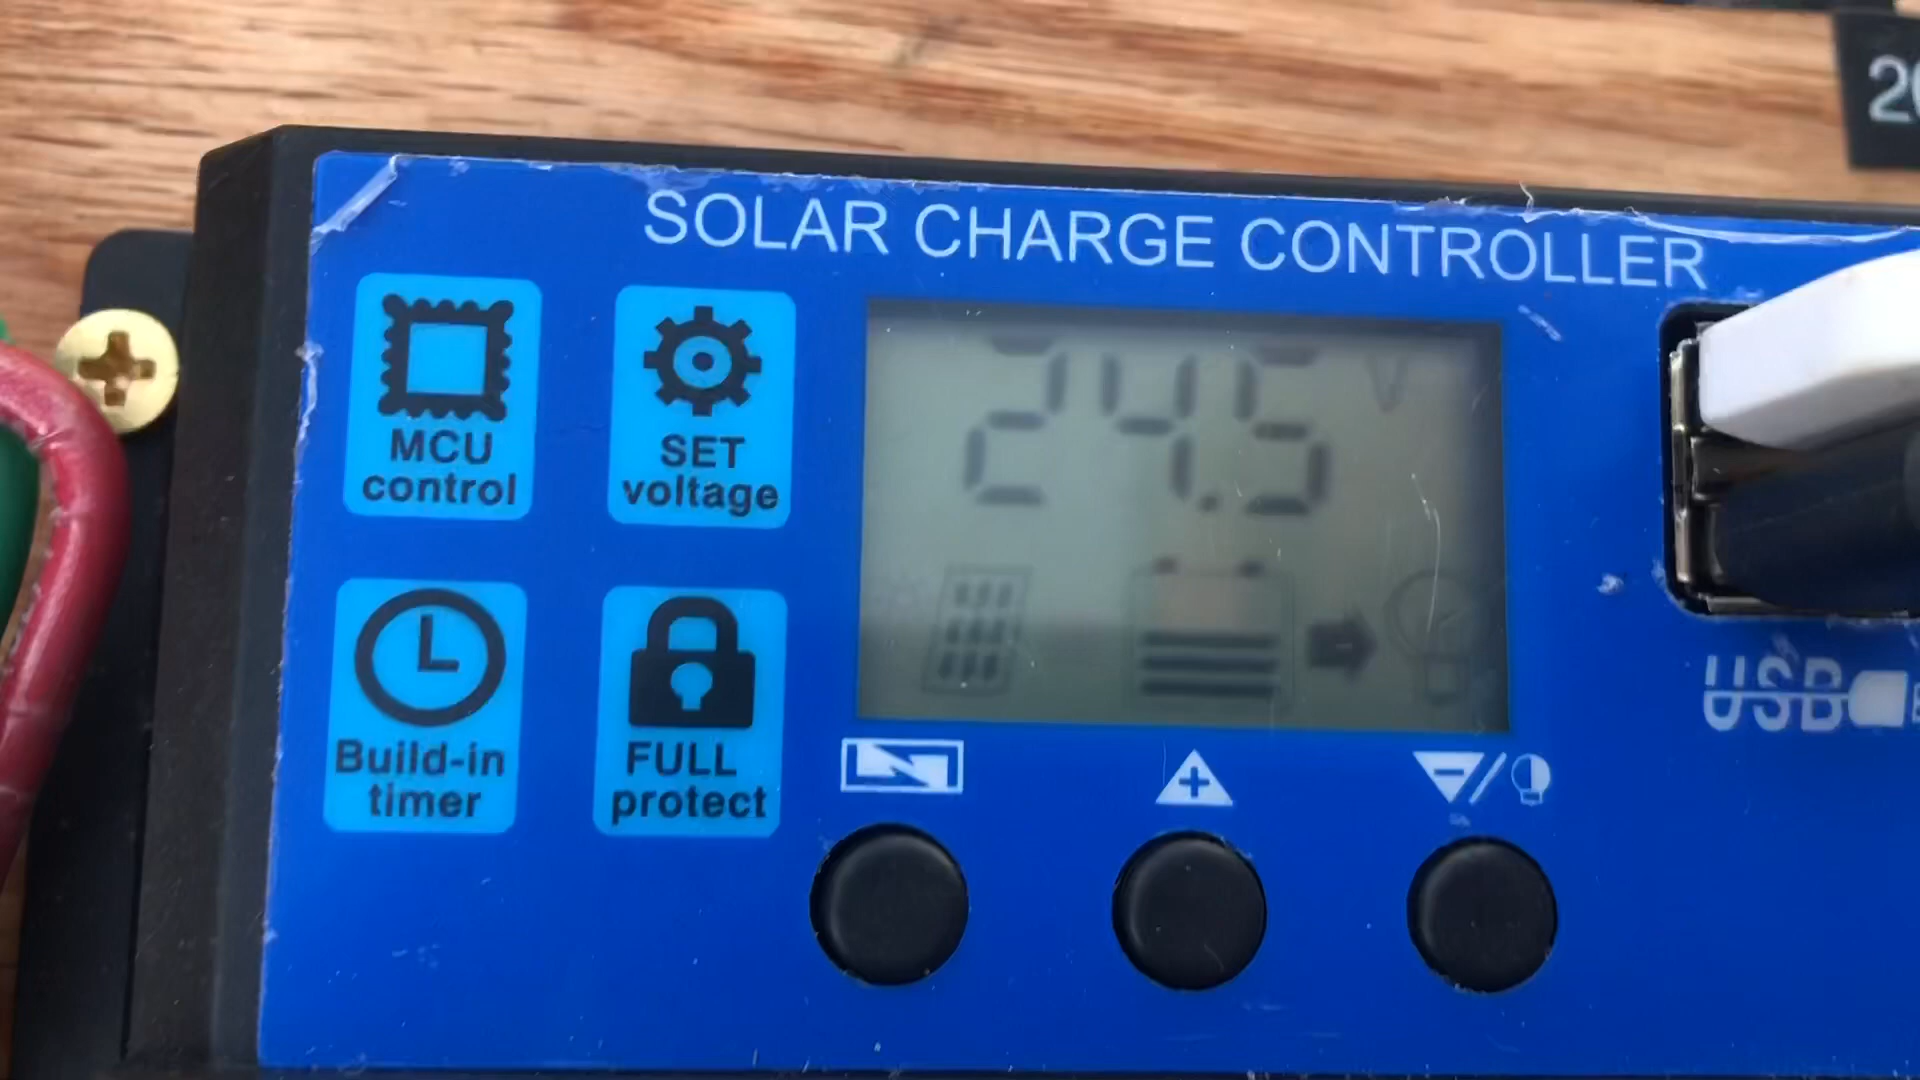 SOLAR CHARGE CONTROLLER
MCU
control
SET
voltage
24.5 V
Build-in
timer
FULL
protect
USB